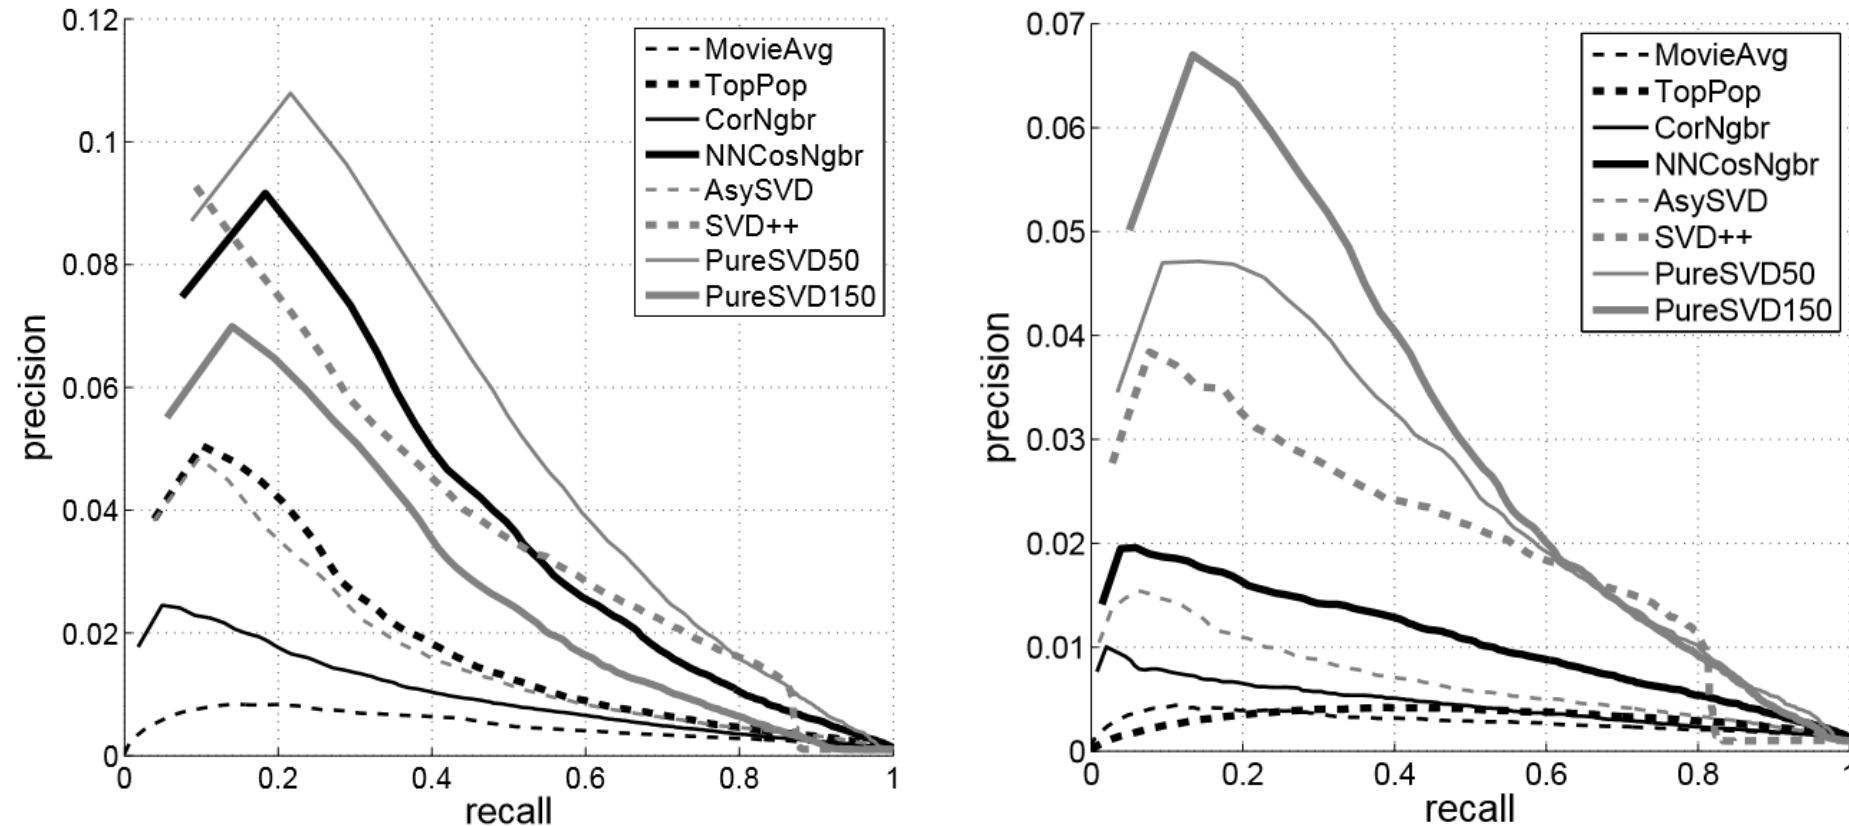 0.12
0.1
0.08
0.06
0.04
0.02
0
precision
0
0.2
0.4
0.6
0.8
1
recall
MovieAvg
TopPop
CorNgbr
NNCosNgbr
AsySVD
SVD++
PureSVD50
PureSVD150
0.07
0.06
0.05
0.04
0.03
0.02
0.01
0
precision
0
0.2
0.4
0.6
0.8
1
recall
MovieAvg
TopPop
CorNgbr
NNCosNgbr
AsySVD
SVD++
PureSVD50
PureSVD150